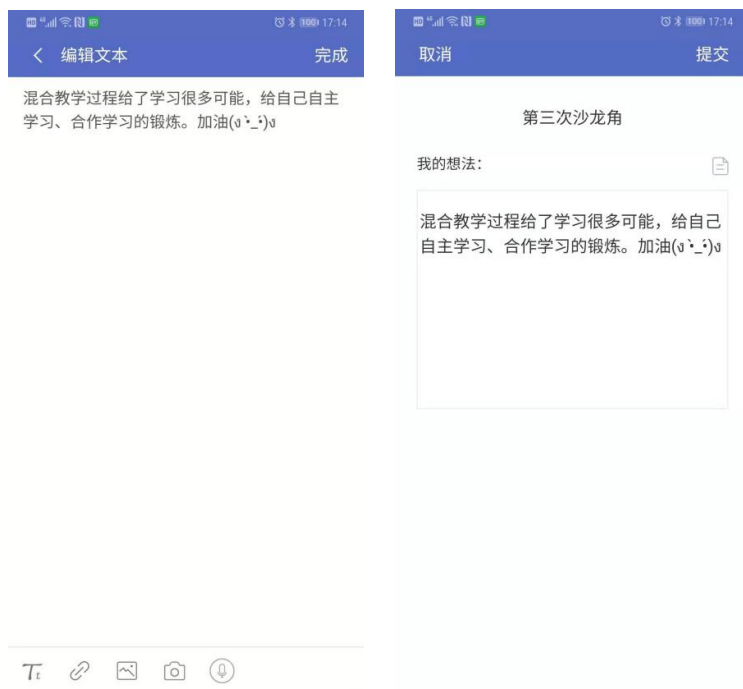 17:14
编辑文本
完成
混合教学过程给了学习很多可能，给自己自主
学习、合作学习的锻炼。加油(ง •̀_•́)ง
Tt
17:14
取消
提交
第三次沙龙角
我的想法：
混合教学过程给了学习很多可能，给自己
自主学习、合作学习的锻炼。加油(ง •̀_•́)ง